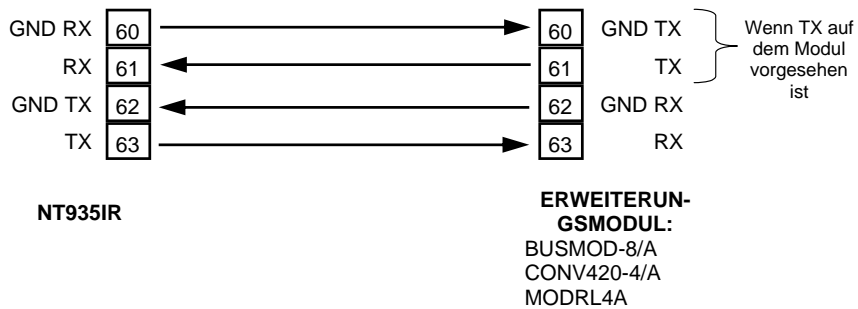 GND RX 60 60 GND TX
RX 61 61 TX
GND TX 62 62 GND RX
TX 63 63 RX
Wenn TX auf
dem Modul
vorgesehen
ist
NT935IR
ERWEITERUN-
GSMODUL:
BUSMOD-8/A
CONV420-4/A
MODRL4A